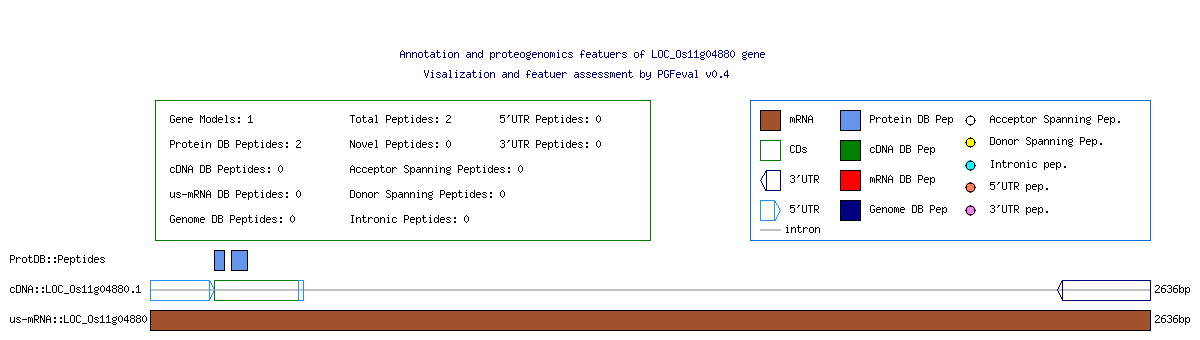 Annotation and proteogenomics featuers of LOC_Os11g04880 gene
Visalization and featuer assessment by PGFeval v0.4
Gene Models: 1
Total Peptides: 2
5'UTR Peptides: 0
Protein DB Peptides: 2
Novel Peptides: 0
3'UTR Peptides: 0
cDNA DB Peptides: 0
Acceptor Spanning Peptides: 0
us-mRNA DB Peptides: 0
Donor Spanning Peptides: 0
Genome DB Peptides: 0
Intronic Peptides: 0
mRNA
Protein DB Pep
Acceptor Spanning Pep.
CDs
cDNA DB Pep
Donor Spanning Pep.
3'UTR
mRNA DB Pep
Intronic pep.
5'UTR
Genome DB Pep
5'UTR pep.
3'UTR pep.
intron
ProtDB::Peptides
cDNA::LOC_Os11g04880.1
2636bp
us-mRNA::LOC_Os11g04880
2636bp